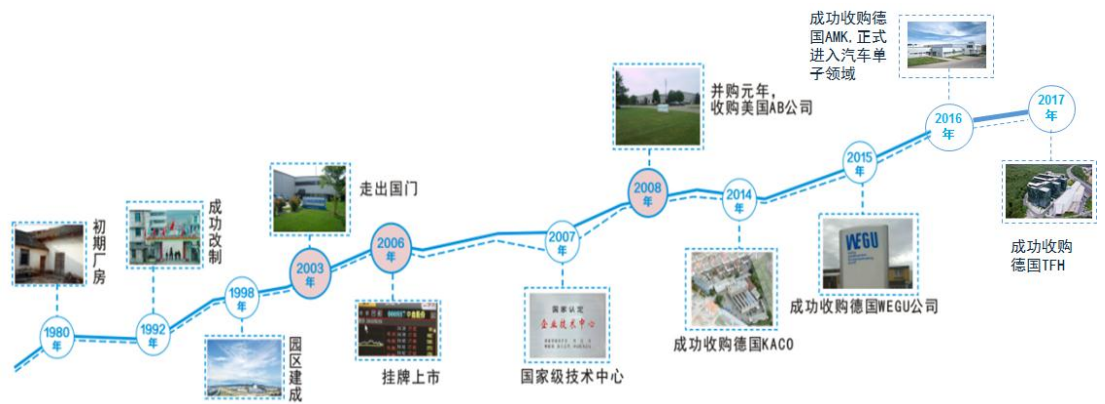 初期厂房
1980
年
成功改制
1992
年
1998
年
园区建成
走出国门
2003
年
2006
年
挂牌上市
2007
年
国家认定
企业技术中心
国家级技术中心
并购元年，
收购美国AB公司
2008
年
2014
年
成功收购德国KACO
2015
年
WEGU
成功收购德国WEGU公司
成功收购德
国AMK,正式
进入汽车单
子领域
2016
年
2017
年
成功收购
德国TFH